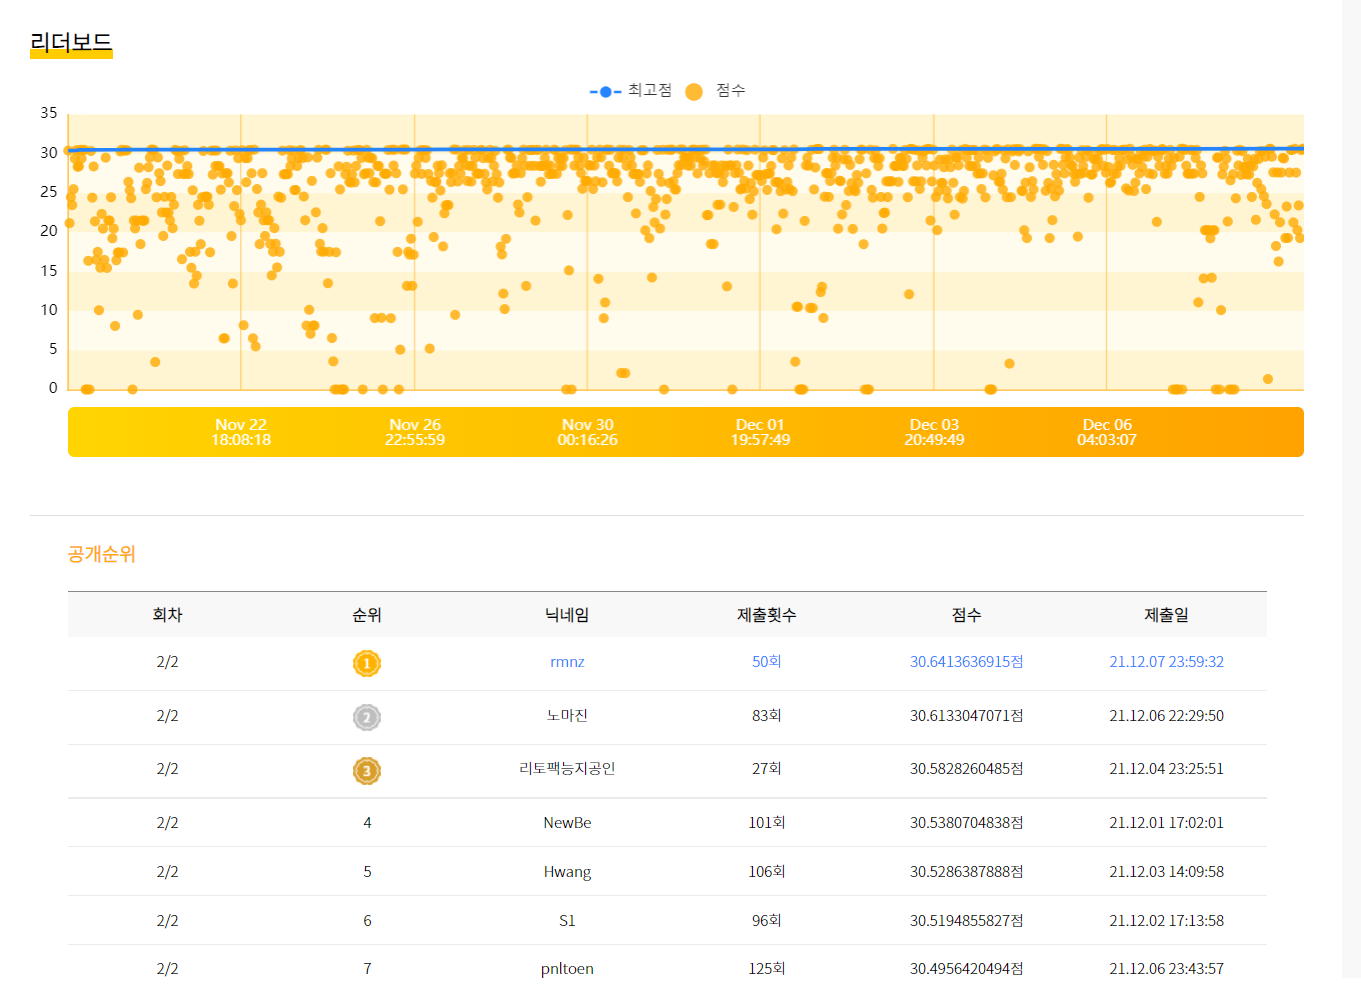 리더보드
최고점 점수
35
30
25
20
15
10
5
0
Nov 22 Nov 26 Nov 30 Dec 01 Dec 03 Dec 06
18:08:18 22:55:59 00:16:26 19:57:49 20:49:49 04:03:07
공개순위
회차 순위 닉네임 제출횟수 점수 제출일
2/2 1 rmnz 50회 30.6413636915점 21.12.07 23:59:32
2/2 2 노마진 83회 30.6133047071점 21.12.06 22:29:50
2/2 3 리토팩능지공인 27회 30.5828260485점 21.12.04 23:25:51
2/2 4 NewBe 101회 30.5380704838점 21.12.01 17:02:01
2/2 5 Hwang 106회 30.5286387888점 21.12.03 14:09:58
2/2 6 S1 96회 30.5194855827점 21.12.02 17:13:58
2/2 7 pnltoen 125회 30.4956420494점 21.12.06 23:43:57